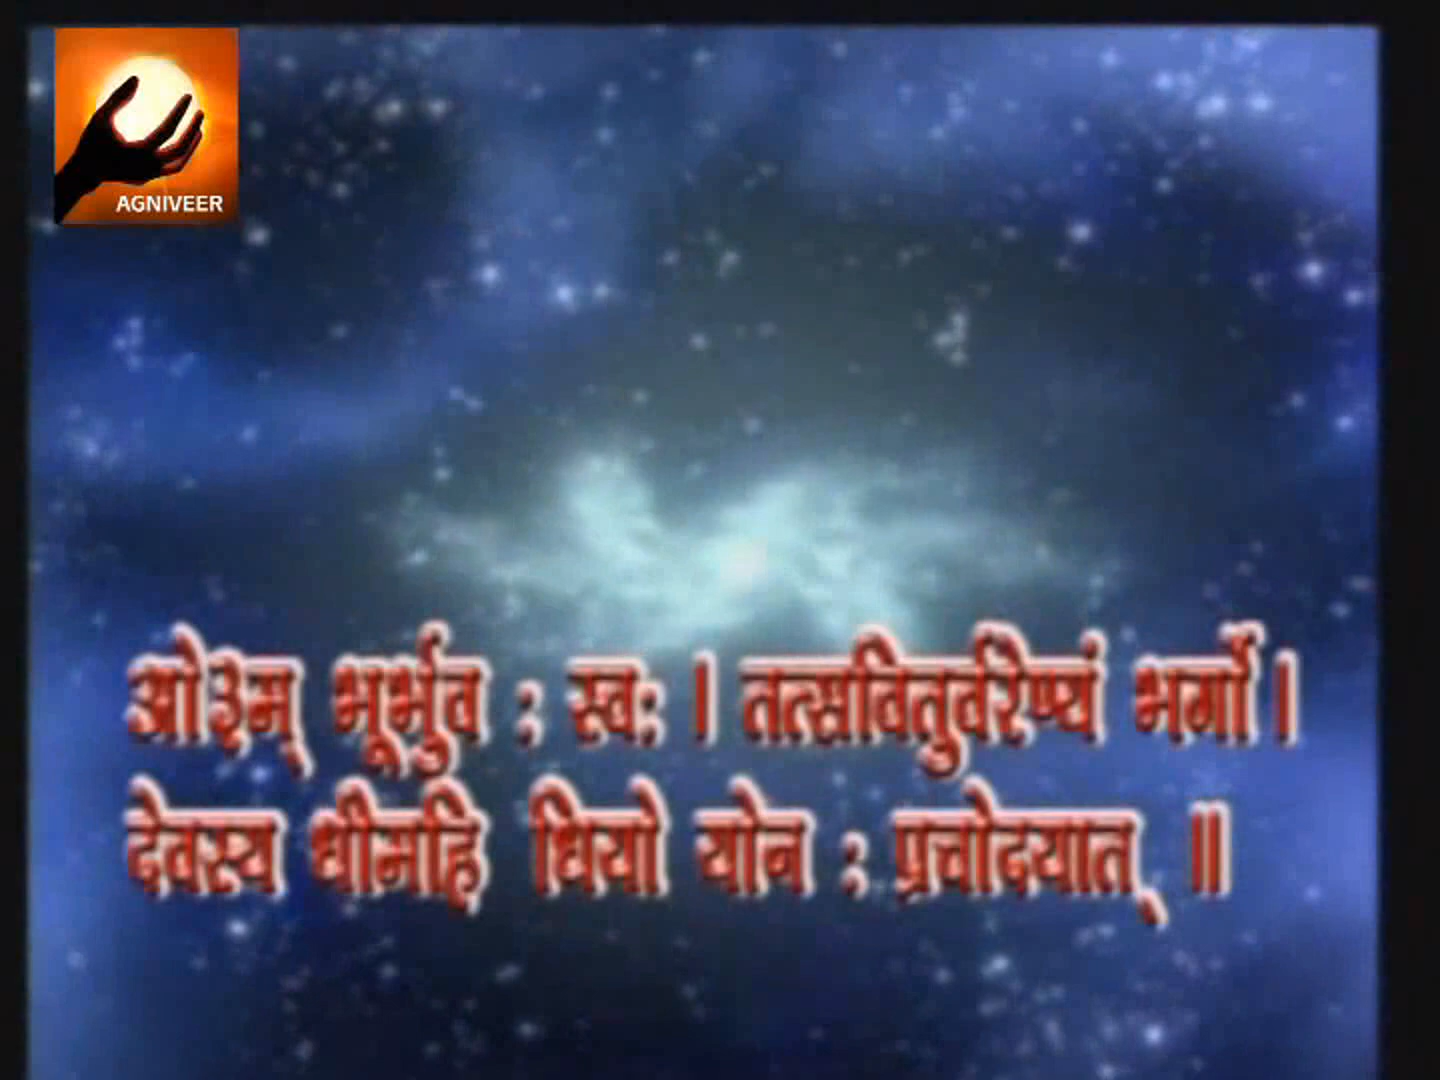 AGNIVEER
ओ३म् भूर्भुव : स्व: । तत्सवितुर्वरेण्यं भर्गो ।
देवस्य धीमहि धियो योन : प्रचोदयात् ॥